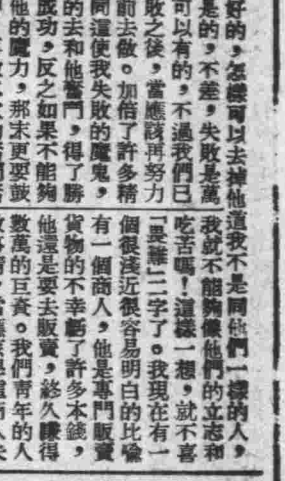 好的，怎樣可以去掉他
是的，不差，失敗是萬
可以有的，不過我們已
敗之後，當應該再努力
前去做。加倍了許多精
同這使我失敗的魔鬼，
的去和他奮鬥，得了勝
成功，反之如果不能夠
他的魔力，那末更要鼓
道我不是同他們一樣的人，
我就不能夠像他們的立志和
吃苦嗎！這樣一想，就不喜
「畏難」二字了。我現在有一
個很淺近很容易明白的比喻
有一個商人，他是專門販賣
貨物的不幸虧了許多本錢，
他還是要去販賣，終久賺得
數萬的巨奢。我們靑年的人